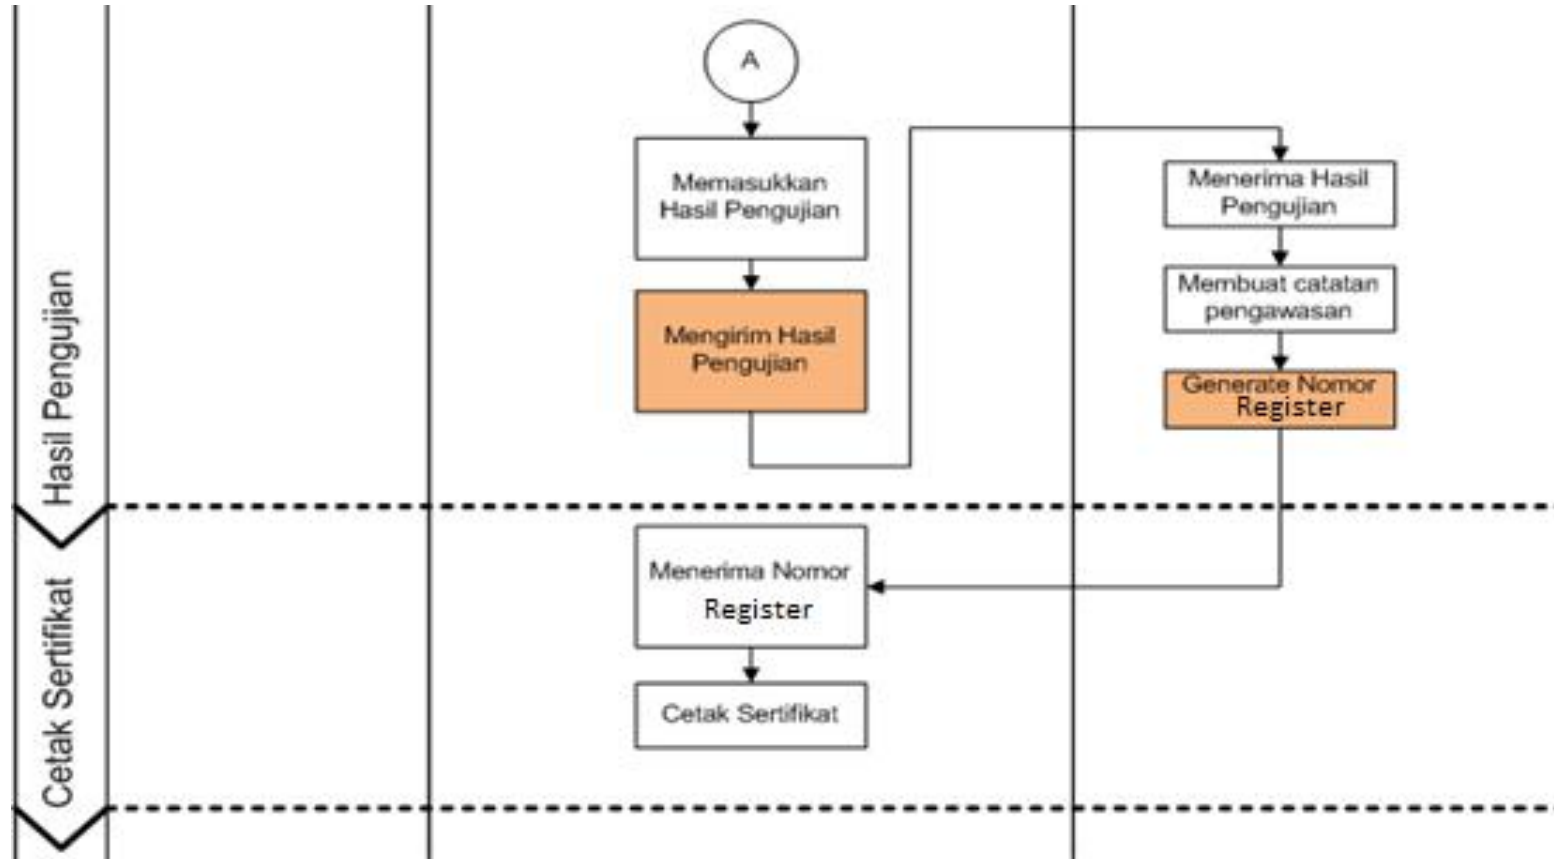 A
Memasukkan
Hasil Pengujian
Mengirim Hasil
Pengujian
Menerima Hasil
Pengujian
Membuat catatan
pengawasan
Generate Nomor
Register
Hasil Pengujian
Menerima Nomor
Register
Cetak Sertifikat
Cetak Sertifikat